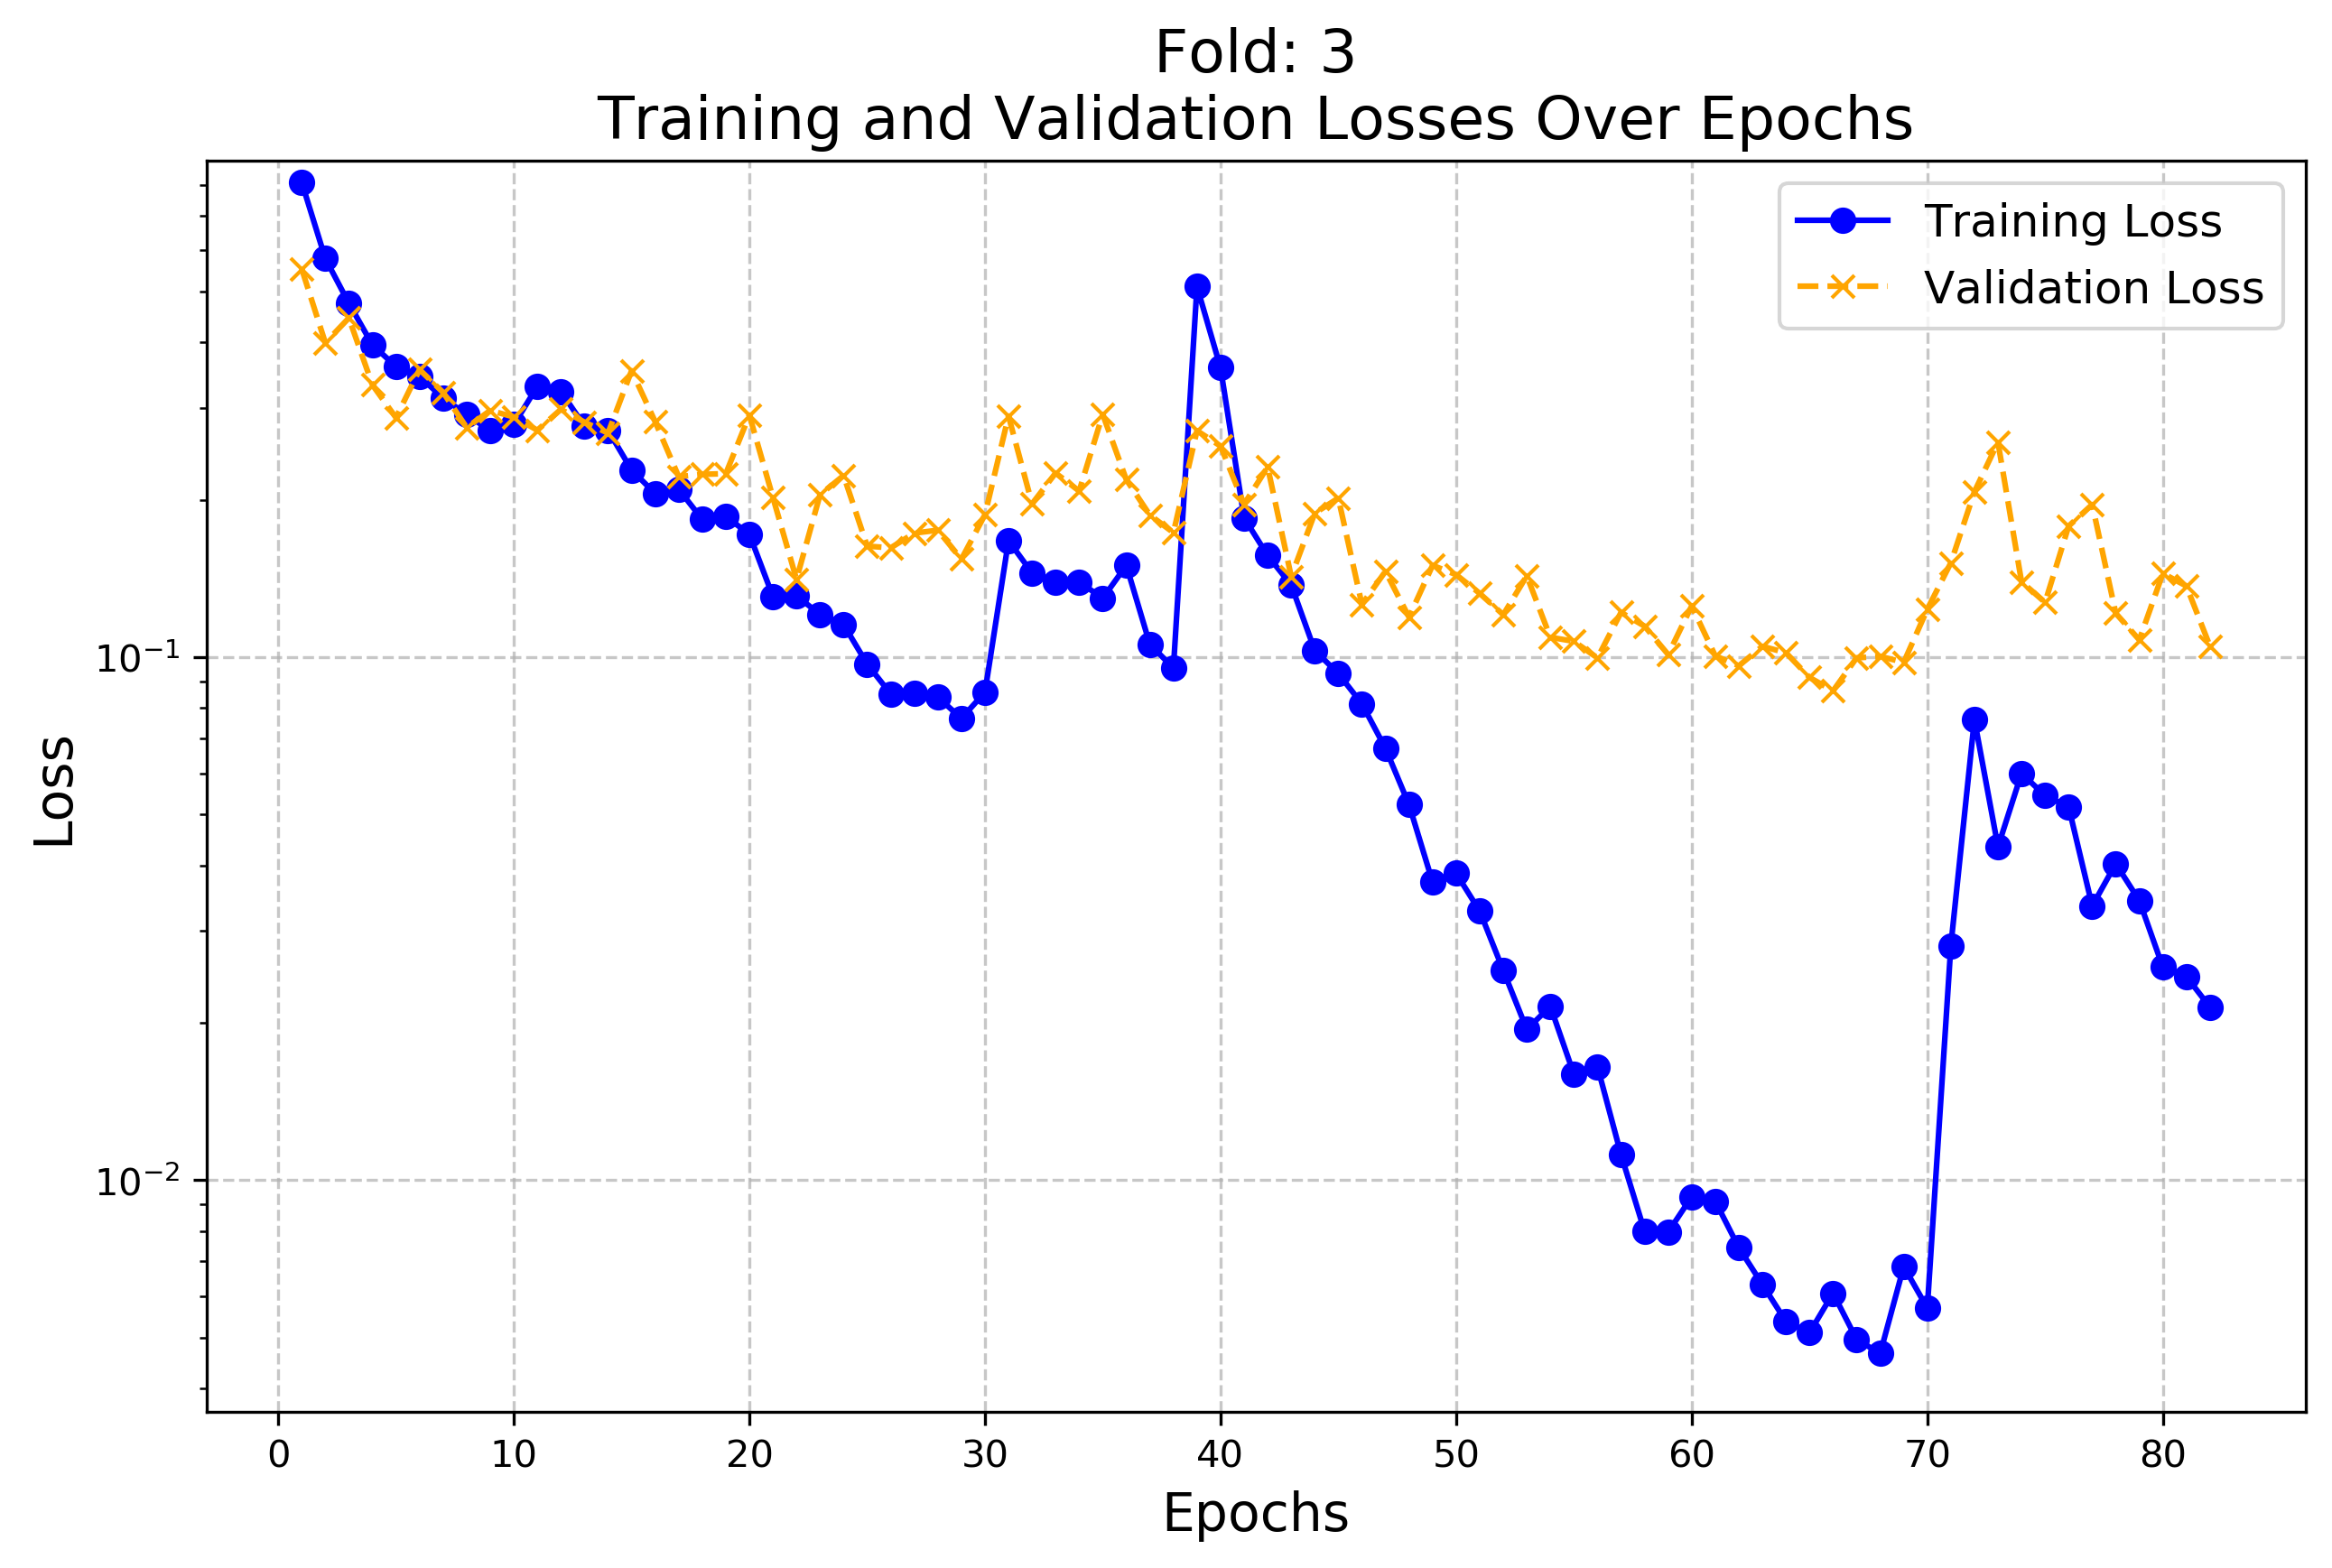 Fold: 3
Training and Validation Losses Over Epochs
Training Loss
Validation Loss
Loss
10⁻¹
10⁻²
0 10 20 30 40 50 60 70 80
Epochs